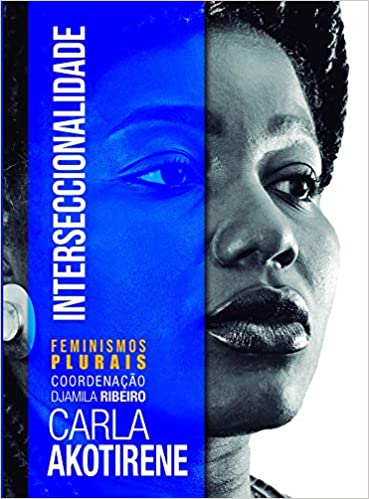 INTERSECCIONALIDADE
FEMINISMOS
PLURAIS
COORDENAÇÃO
DJAMILA RIBEIRO
CARLA
AKOTIRENE